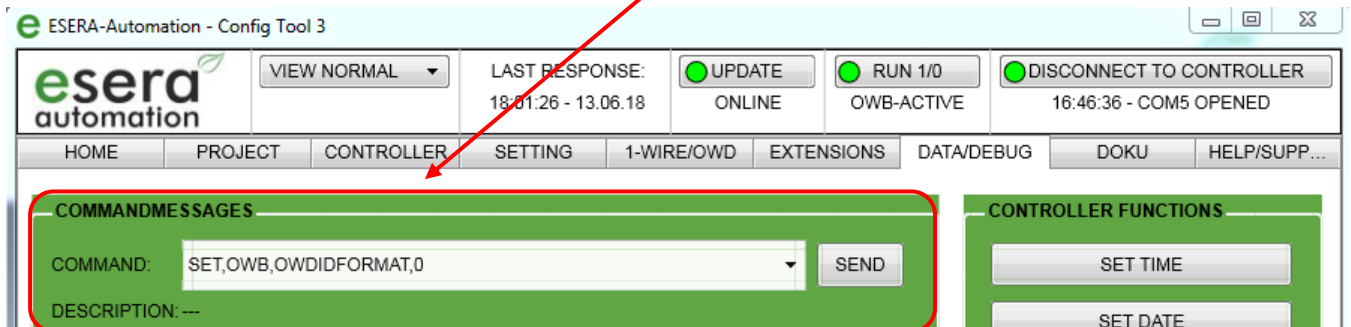 ESERA-Automation - Config Tool 3
esera
automation
VIEW NORMAL
LAST RESPONSE:
18:01:26 - 13.06.18
UPDATE
ONLINE
RUN 1/0
OWB-ACTIVE
DISCONNECT TO CONTROLLER
16:46:36 - COM5 OPENED
HOME PROJECT CONTROLLER SETTING 1-WIRE/OWD EXTENSIONS DATA/DEBUG DOKU HELP/SUPP...
COMMANDMESSAGES
COMMAND: SET,OWB,OWDIDFORMAT,0 SEND
DESCRIPTION: ---
CONTROLLER FUNCTIONS
SET TIME
SET DATE